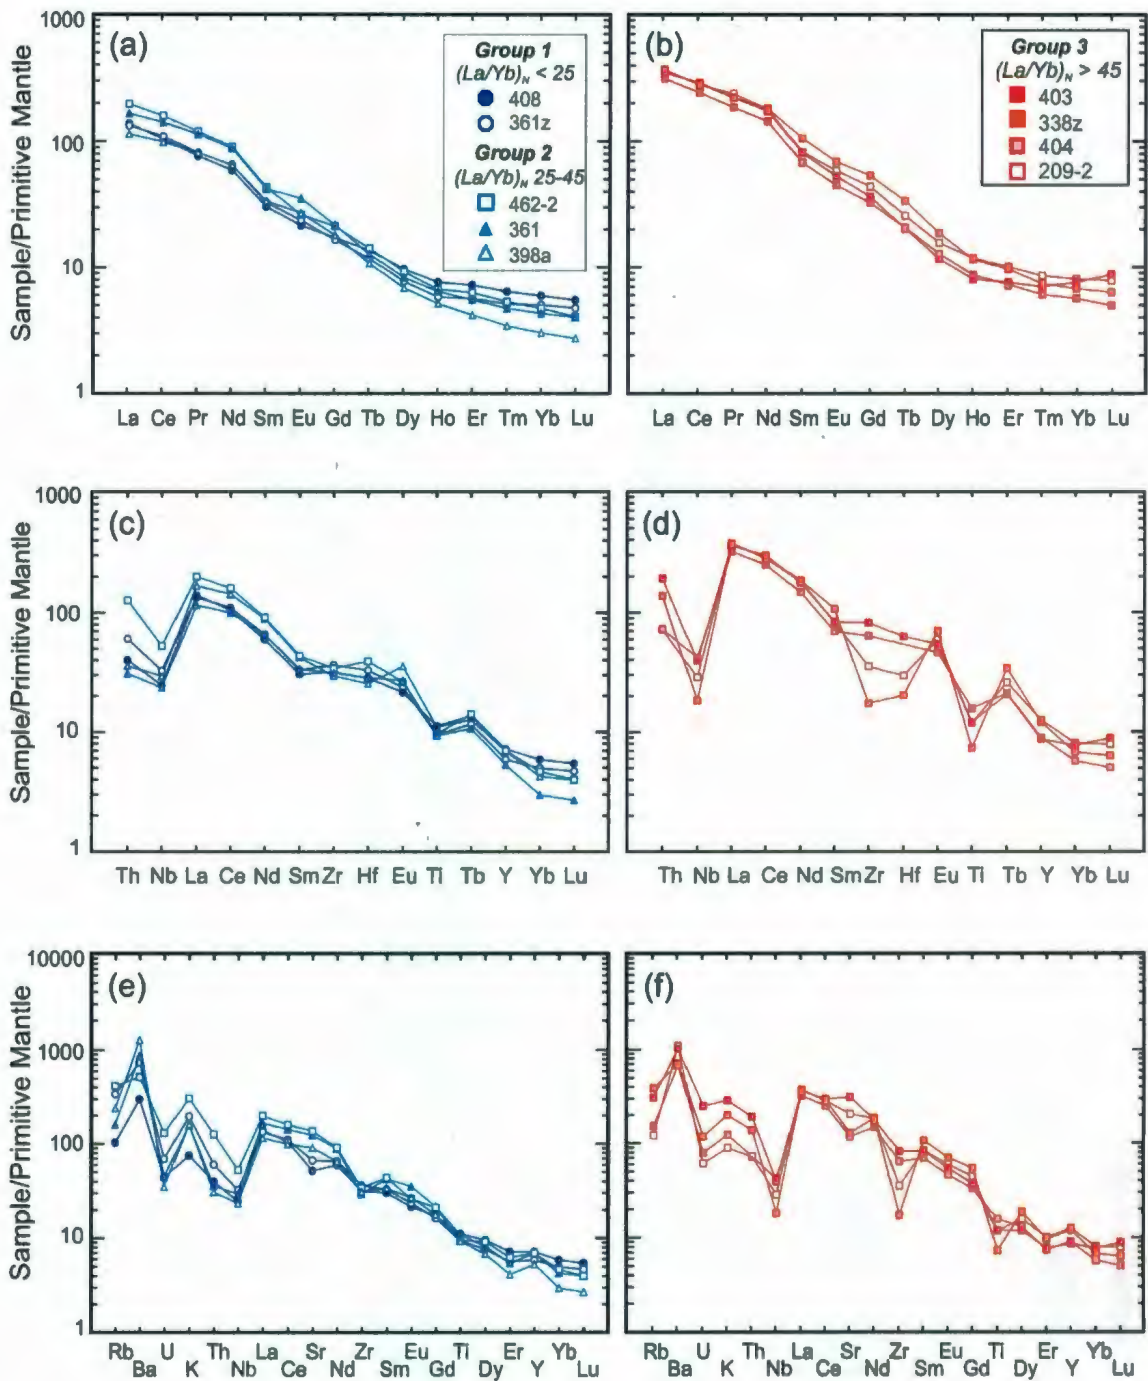 1000
100
10
1
Sample/Primitive Mantle
(a)
Group 1
(La/Yb)N < 25
408
361z
Group 2
(La/Yb)N 25-45
462-2
361
398a
La Ce Pr Nd Sm Eu Gd Tb Dy Ho Er Tm Yb Lu
(b)
Group 3
(La/Yb)N > 45
403
338z
404
209-2
La Ce Pr Nd Sm Eu Gd Tb Dy Ho Er Tm Yb Lu
1000
100
10
1
Sample/Primitive Mantle
(c)
Th Nb La Ce Nd Sm Zr Hf Eu Ti Tb Y Yb Lu
(d)
Th Nb La Ce Nd Sm Zr Hf Eu Ti Tb Y Yb Lu
10000
1000
100
10
1
Sample/Primitive Mantle
(e)
Rb U Th La Sr Zr Eu Ti Er Yb
Ba K Nb Ce Nd Sm Gd Dy Y Lu
(f)
Rb U Th La Sr Zr Eu Ti Er Yb
Ba K Nb Ce Nd Sm Gd Dy Y Lu